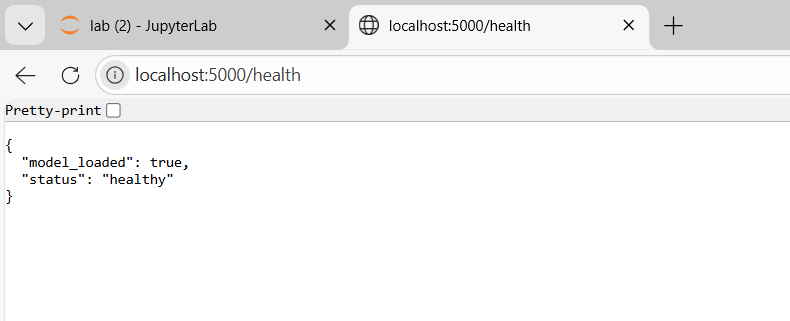 lab (2) - JupyterLab
localhost:5000/health
localhost:5000/health
Pretty-print
{
  "model_loaded": true,
  "status": "healthy"
}